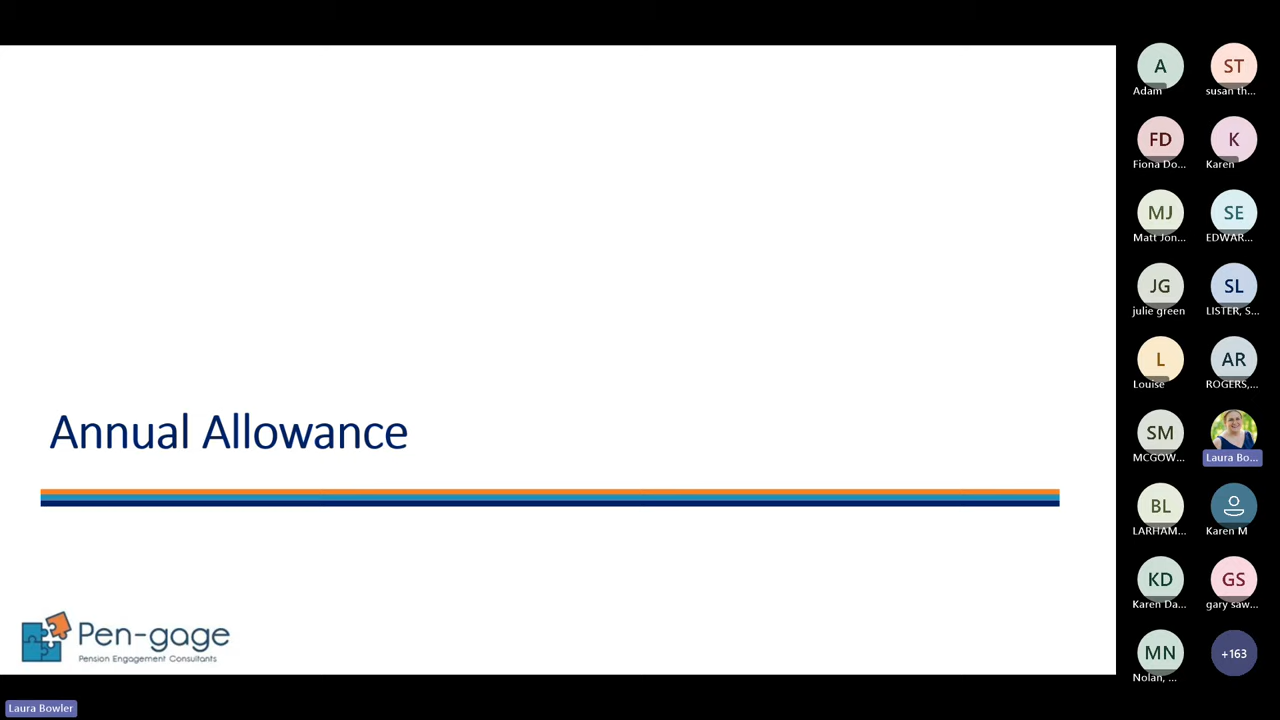 Annual Allowance
Pen-gage
Pension Engagement Consultants
Laura Bowler
A
Adam
ST
susan th...
FD
Fiona Do...
K
Karen
MJ
Matt Jon...
SE
EDWAR...
JG
julie green
SL
LISTER, S...
L
Louise
AR
ROGERS,...
SM
MCGOW...
Laura Bo...
BL
LARHAM...
Karen M
KD
Karen Da...
GS
gary saw...
MN
Nolan, ...
+163